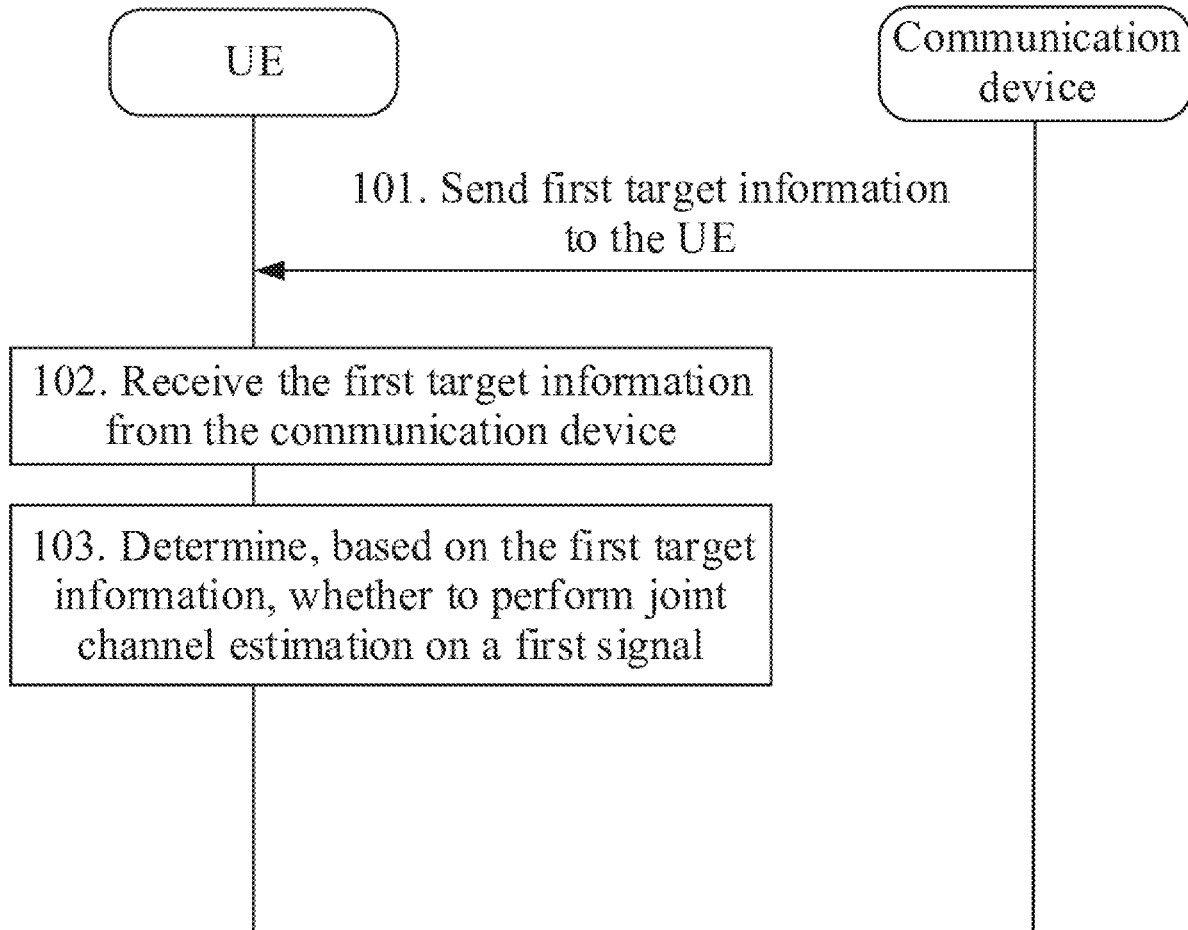 UE
Communication
device
101. Send first target information
to the UE
102. Receive the first target information
from the communication device
103. Determine, based on the first target
information, whether to perform joint
channel estimation on a first signal